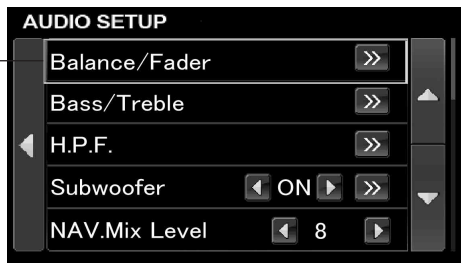 AUDIO SETUP
Balance/Fader
Bass/Treble
H.P.F.
Subwoofer ON
NAV.Mix Level 8